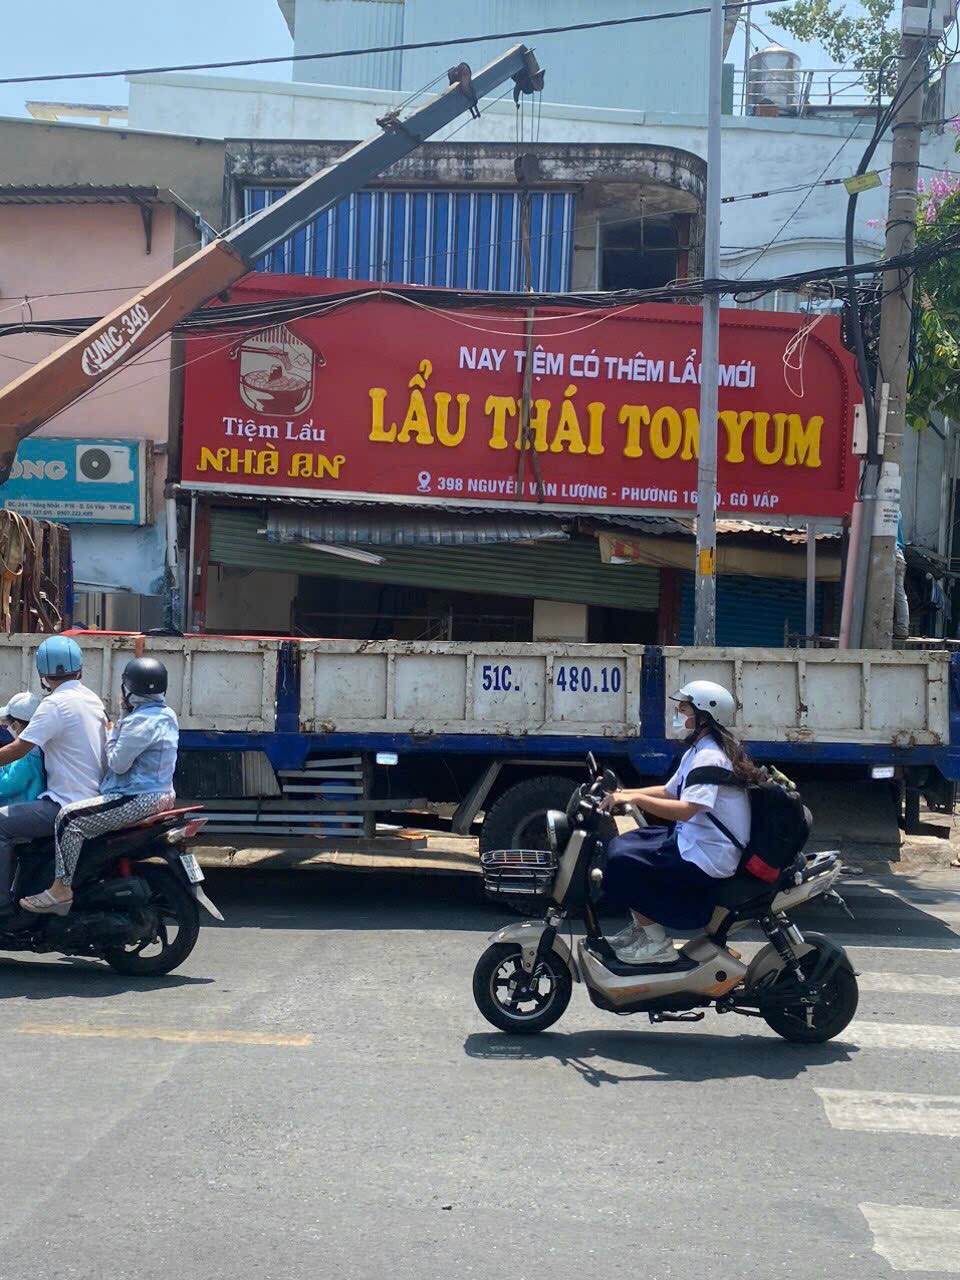 UNIC-340
NAY TIỆM CÓ THÊM LẨU MỚI
LẨU THÁI TOMYUM
Tiệm Lẩu
NHÀ AN
398 NGUYỄN VĂN LƯỢNG - PHƯỜNG 16 - Q. GÒ VẤP
ONG
51C. 480.10